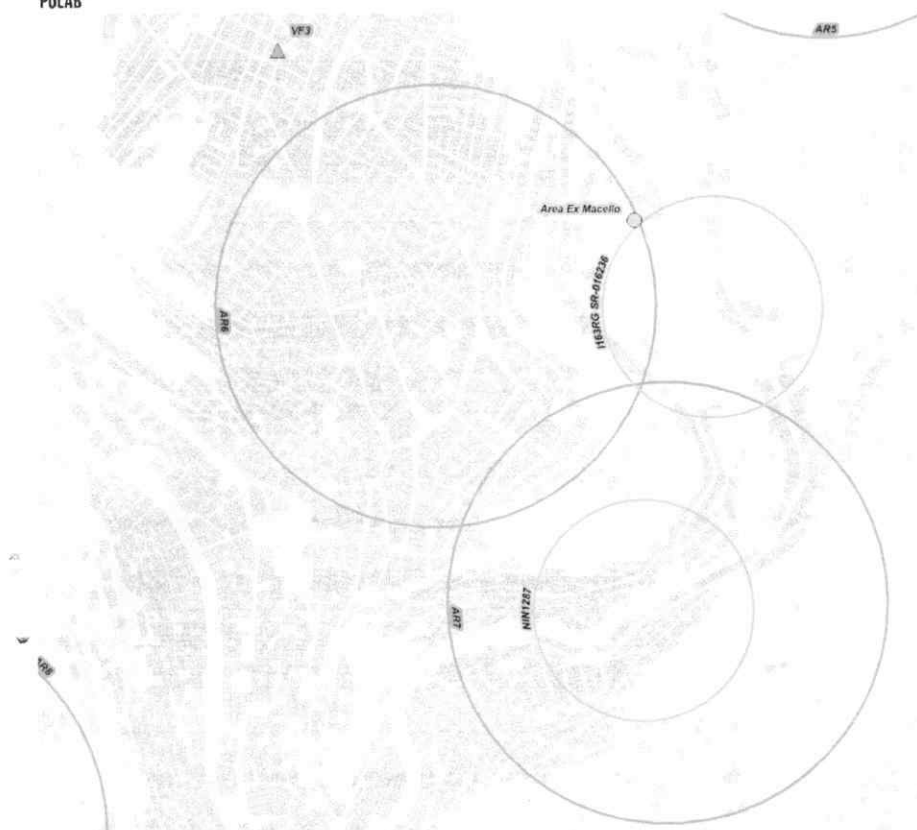 POLAB
VF3
AR5
Area Ex Macello
I163RG SR-016236
AR6
NIN1287
AR7
AR8